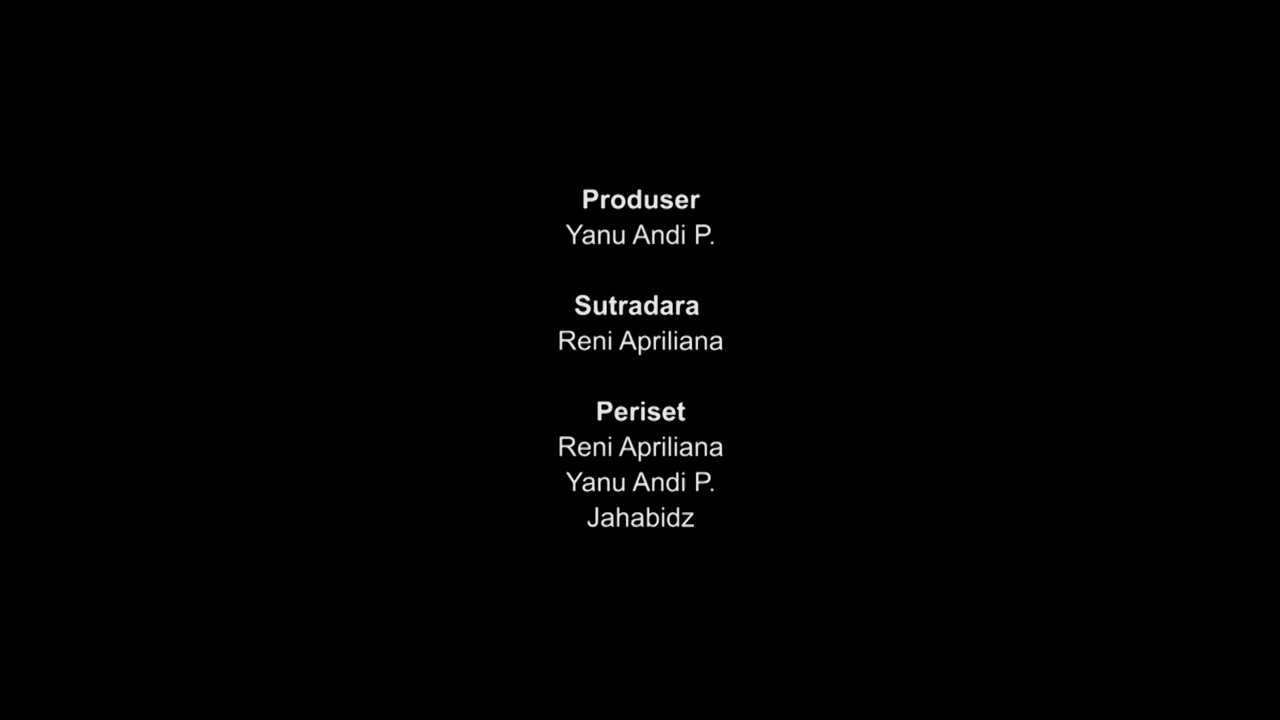 Produser
Yanu Andi P.
Sutradara
Reni Apriliana
Periset
Reni Apriliana
Yanu Andi P.
Jahabidz